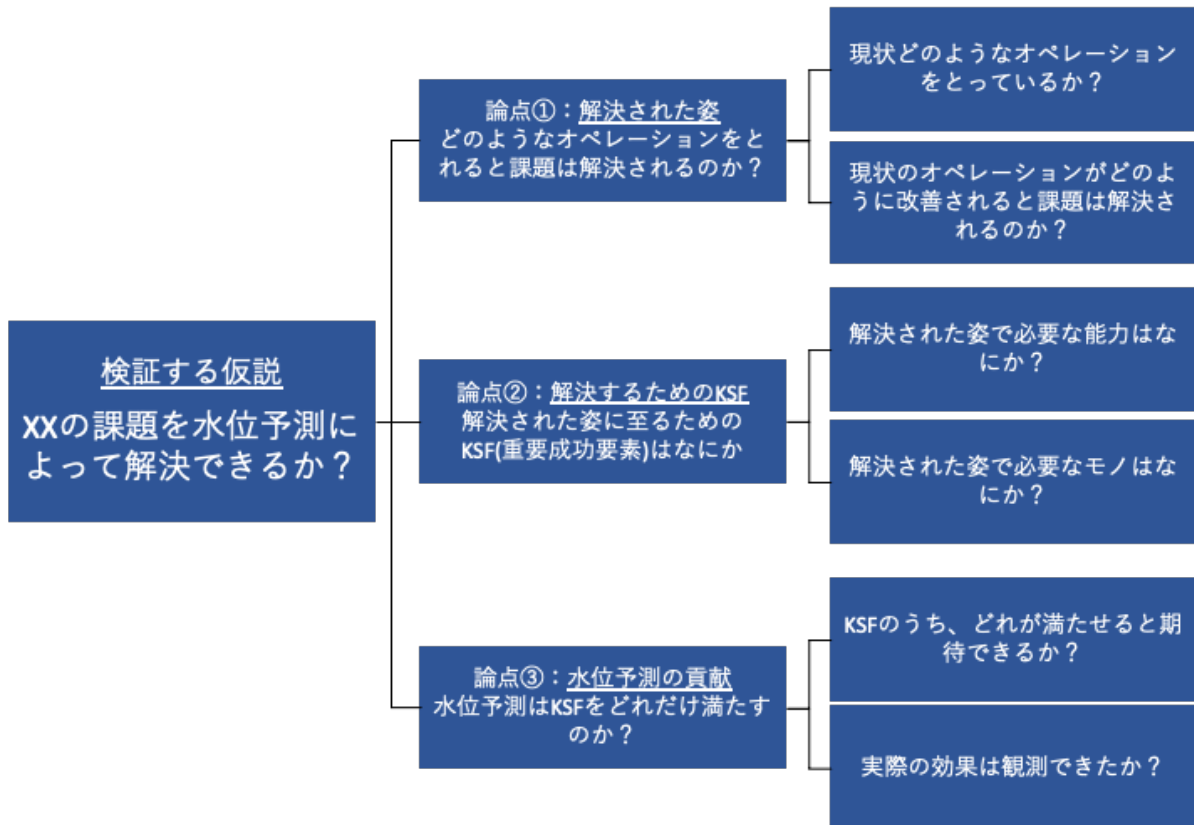 検証する仮説
XXの課題を水位予測に
よって解決できるか？
論点①：解決された姿
どのようなオペレーションをと
れると課題は解決されるのか？
現状どのようなオペレーション
をとっているか？
現状のオペレーションがどのよ
うに改善されると課題は解決さ
れるのか？
論点②：解決するためのKSF
解決された姿に至るための
KSF(重要成功要素)はなにか
解決された姿で必要な能力はな
にか？
解決された姿で必要なモノはな
にか？
論点③：水位予測の貢献
水位予測はKSFをどれだけ満たす
のか？
KSFのうち、どれが満たせると期
待できるか？
実際の効果は観測できたか？